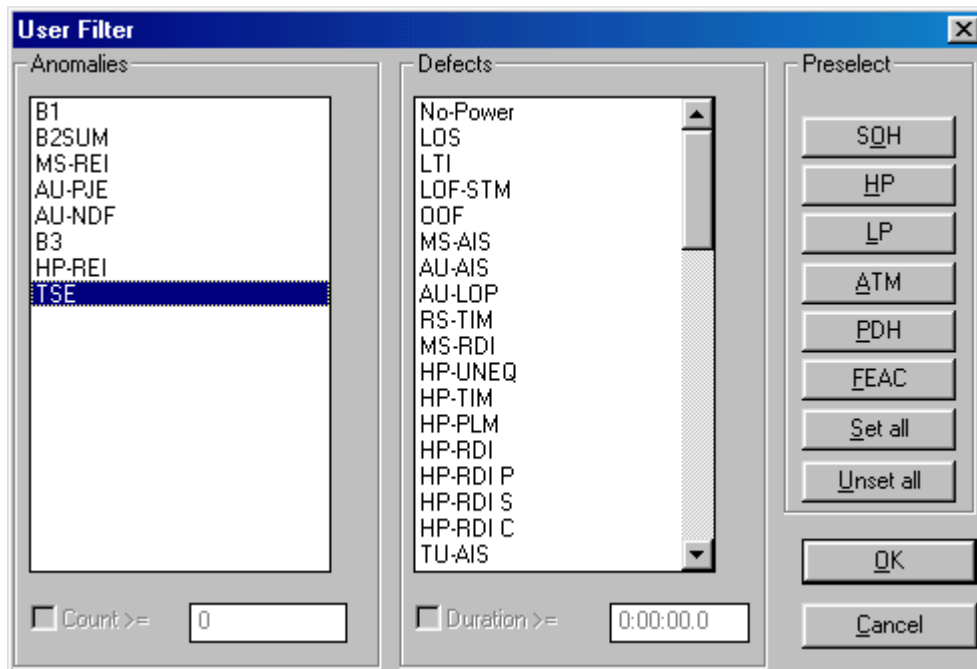 User Filter
Anomalies
B1
B2SUM
MS-REI
AU-PJE
AU-NDF
B3
HP-REI
TSE
Count >=
0
Defects
No-Power
LOS
LTI
LOF-STM
OOF
MS-AIS
AU-AIS
AU-LOP
RS-TIM
MS-RDI
HP-UNEQ
HP-TIM
HP-PLM
HP-RDI
HP-RDI P
HP-RDI S
HP-RDI C
TU-AIS
Duration >=
0:00:00.0
Preselect
SOH
HP
LP
ATM
PDH
FEAC
Set all
Unset all
OK
Cancel